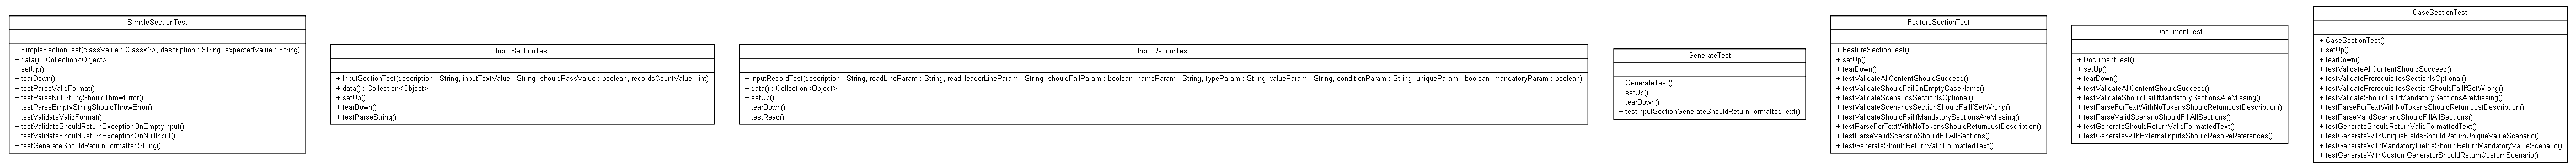 SimpleSectionTest
+ SimpleSectionTest(classValue : Class<?>, description : String, expectedValue : String)
+ data() : Collection<Object>
+ setUp()
+ tearDown()
+ testParseValidFormat()
+ testParseNullStringShouldThrowError()
+ testParseEmptyStringShouldThrowError()
+ testValidateValidFormat()
+ testValidateShouldReturnExceptionOnEmptyInput()
+ testValidateShouldReturnExceptionOnNullInput()
+ testGenerateShouldReturnFormattedString()
InputSectionTest
+ InputSectionTest(description : String, inputTextValue : String, shouldPassValue : boolean, recordsCountValue : int)
+ data() : Collection<Object>
+ setUp()
+ tearDown()
+ testParseString()
InputRecordTest
+ InputRecordTest(description : String, readLineParam : String, readHeaderLineParam : String, shouldFailParam : boolean, nameParam : String, typeParam : String, valueParam : String, conditionParam : String, uniqueParam : boolean, mandatoryParam : boolean)
+ data() : Collection<Object>
+ setUp()
+ tearDown()
+ testRead()
GenerateTest
+ GenerateTest()
+ setUp()
+ tearDown()
+ testInputSectionGenerateShouldReturnFormattedText()
FeatureSectionTest
+ FeatureSectionTest()
+ setUp()
+ tearDown()
+ testValidateAllContentShouldSucceed()
+ testValidateShouldFailOnEmptyCaseName()
+ testValidateScenariosSectionIsOptional()
+ testValidateScenariosSectionShouldFailIfSetWrong()
+ testValidateShouldFailIfMandatorySectionsAreMissing()
+ testParseForTextWithNoTokensShouldReturnJustDescription()
+ testParseValidScenarioShouldFillAllSections()
+ testGenerateShouldReturnValidFormattedText()
DocumentTest
+ DocumentTest()
+ setUp()
+ tearDown()
+ testValidateAllContentShouldSucceed()
+ testValidateShouldFailIfMandatorySectionsAreMissing()
+ testParseForTextWithNoTokensShouldReturnJustDescription()
+ testParseValidScenarioShouldFillAllSections()
+ testGenerateShouldReturnValidFormattedText()
+ testGenerateWithExternalInputsShouldResolveReferences()
CaseSectionTest
+ CaseSectionTest()
+ setUp()
+ tearDown()
+ testValidateAllContentShouldSucceed()
+ testValidatePrerequisitesSectionIsOptional()
+ testValidatePrerequisitesSectionShouldFailIfSetWrong()
+ testValidateShouldFailIfMandatorySectionsAreMissing()
+ testParseForTextWithNoTokensShouldReturnJustDescription()
+ testParseValidScenarioShouldFillAllSections()
+ testGenerateShouldReturnValidFormattedText()
+ testGenerateWithUniqueFieldsShouldReturnUniqueValueScenario()
+ testGenerateWithMandatoryFieldsShouldReturnMandatoryValueScenario()
+ testGenerateWithCustomGeneratorShouldReturnCustomScenario()